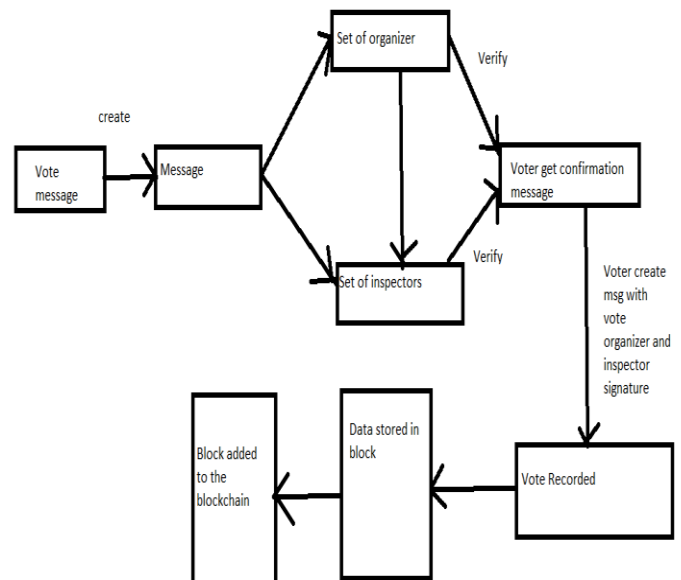 Set of organizer
Verify
create
Vote
message
Message
Voter get confirmation
message
Verify
Set of inspectors
Voter create
msg with
vote
organizer and
inspector
signature
Block added
to the
blockchain
Data stored in
block
Vote Recorded